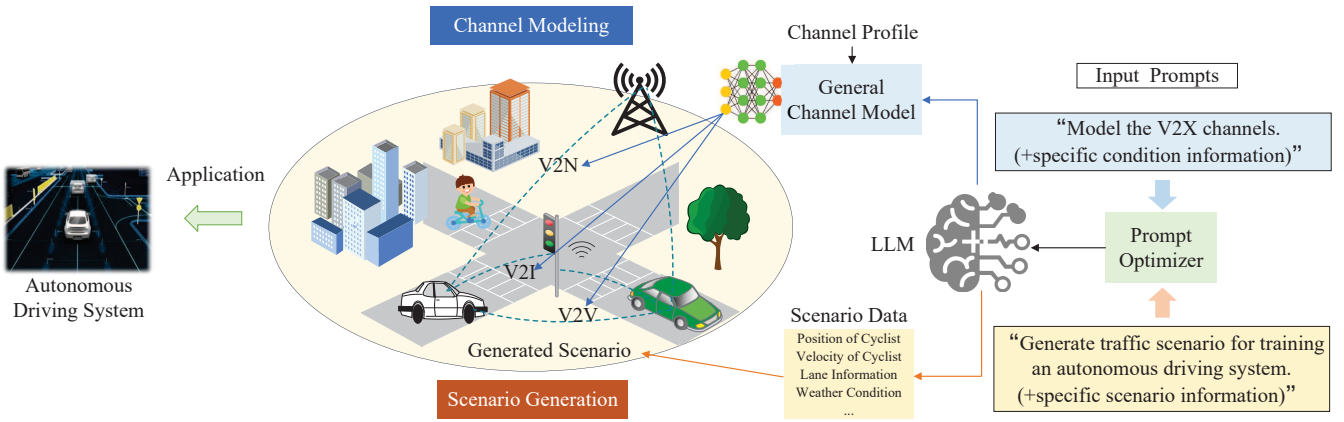 Channel Modeling
Channel Profile
General
Channel Model
Input Prompts
“Model the V2X channels.
(+specific condition information)”
Application
V2N
LLM
Prompt
Optimizer
V2I
V2V
Autonomous
Driving System
Generated Scenario
Scenario Generation
Scenario Data
Position of Cyclist
Velocity of Cyclist
Lane Information
Weather Condition
...
“Generate traffic scenario for training
an autonomous driving system.
(+specific scenario information)”